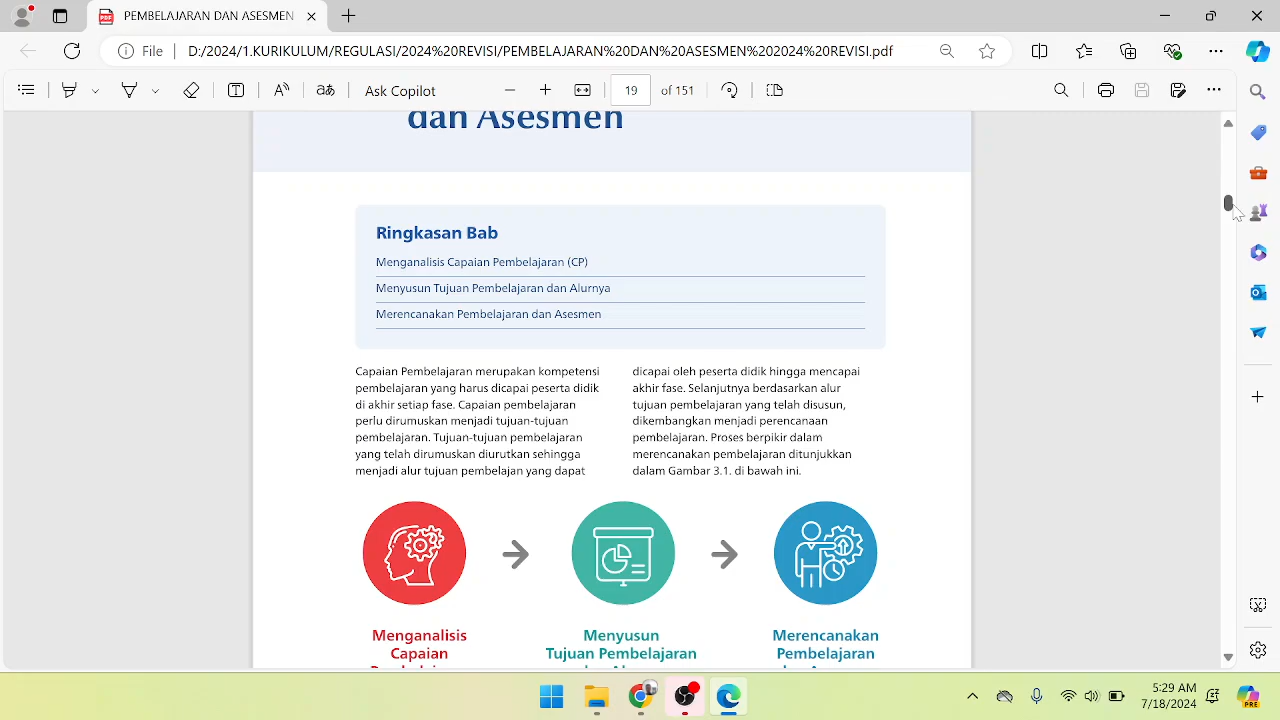 PEMBELAJARAN DAN ASESMEN
File
D:/2024/1.KURIKULUM/REGULASI/2024%20REVISI/PEMBELAJARAN%20DAN%20ASESMEN%202024%20REVISI.pdf
Ask Copilot
19 of 151
dan Asesmen
Ringkasan Bab
Menganalisis Capaian Pembelajaran (CP)
Menyusun Tujuan Pembelajaran dan Alurnya
Merencanakan Pembelajaran dan Asesmen
Capaian Pembelajaran merupakan kompetensi
pembelajaran yang harus dicapai peserta didik
di akhir setiap fase. Capaian pembelajaran
perlu dirumuskan menjadi tujuan-tujuan
pembelajaran. Tujuan-tujuan pembelajaran
yang telah dirumuskan diurutkan sehingga
menjadi alur tujuan pembelajan yang dapat
dicapai oleh peserta didik hingga mencapai
akhir fase. Selanjutnya berdasarkan alur
tujuan pembelajaran yang telah disusun,
dikembangkan menjadi perencanaan
pembelajaran. Proses berpikir dalam
merencanakan pembelajaran ditunjukkan
dalam Gambar 3.1. di bawah ini.
Menganalisis
Capaian
Menyusun
Tujuan Pembelajaran
Merencanakan
Pembelajaran
5:29 AM
7/18/2024
PRE